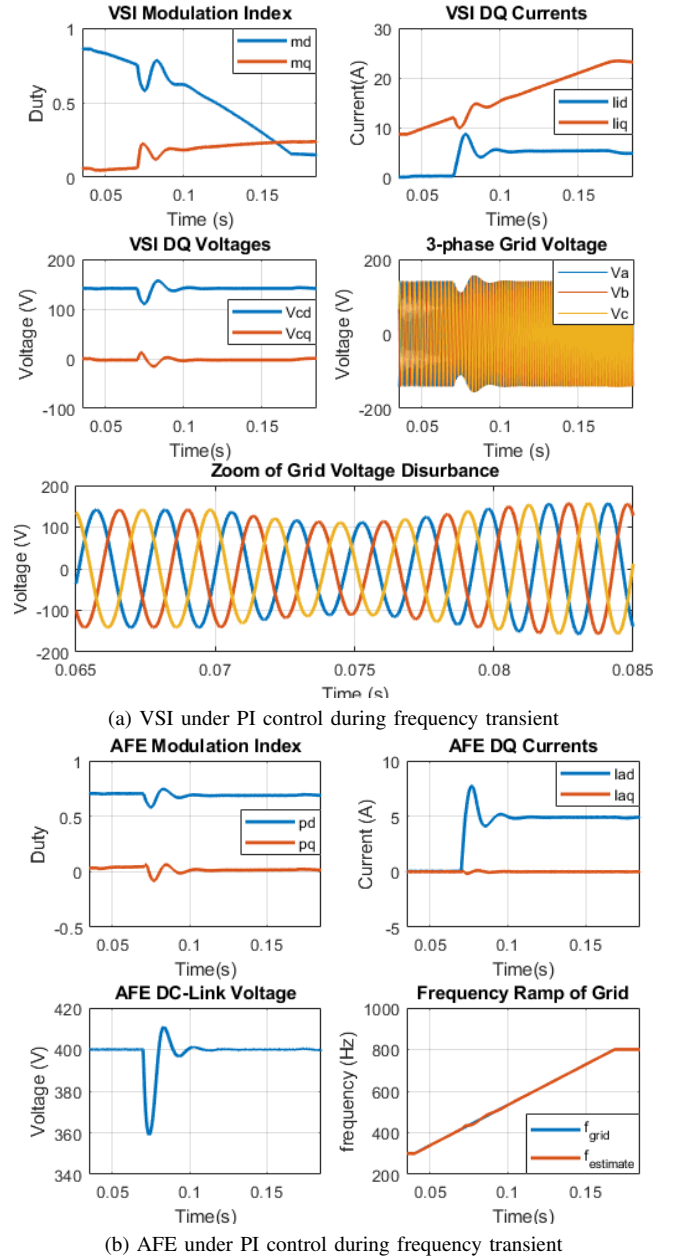 VSI Modulation Index
1
0.5
0
Duty
md
mq
0.05 0.1 0.15
Time (s)
VSI DQ Currents
30
20
10
0
Current(A)
Iid
Iiq
0.05 0.1 0.15
Time (s)
VSI DQ Voltages
200
100
0
-100
Voltage (V)
Vcd
Vcq
0.05 0.1 0.15
Time(s)
3-phase Grid Voltage
200
0
-200
Voltage (V)
Va
Vb
Vc
0.05 0.1 0.15
Time (s)
Zoom of Grid Voltage Disurbance
200
100
0
-100
-200
Voltage (V)
0.065 0.07 0.075 0.08 0.085
Time (s)
(a) VSI under PI control during frequency transient
AFE Modulation Index
1
0.5
0
-0.5
Duty
pd
pq
0.05 0.1 0.15
Time(s)
AFE DQ Currents
10
5
0
-5
Current (A)
Iad
Iaq
0.05 0.1 0.15
Time(s)
AFE DC-Link Voltage
420
400
380
360
340
Voltage (V)
0.05 0.1 0.15
Time(s)
Frequency Ramp of Grid
1000
800
600
400
200
frequency (Hz)
f_grid
f_estimate
0.05 0.1 0.15
Time(s)
(b) AFE under PI control during frequency transient